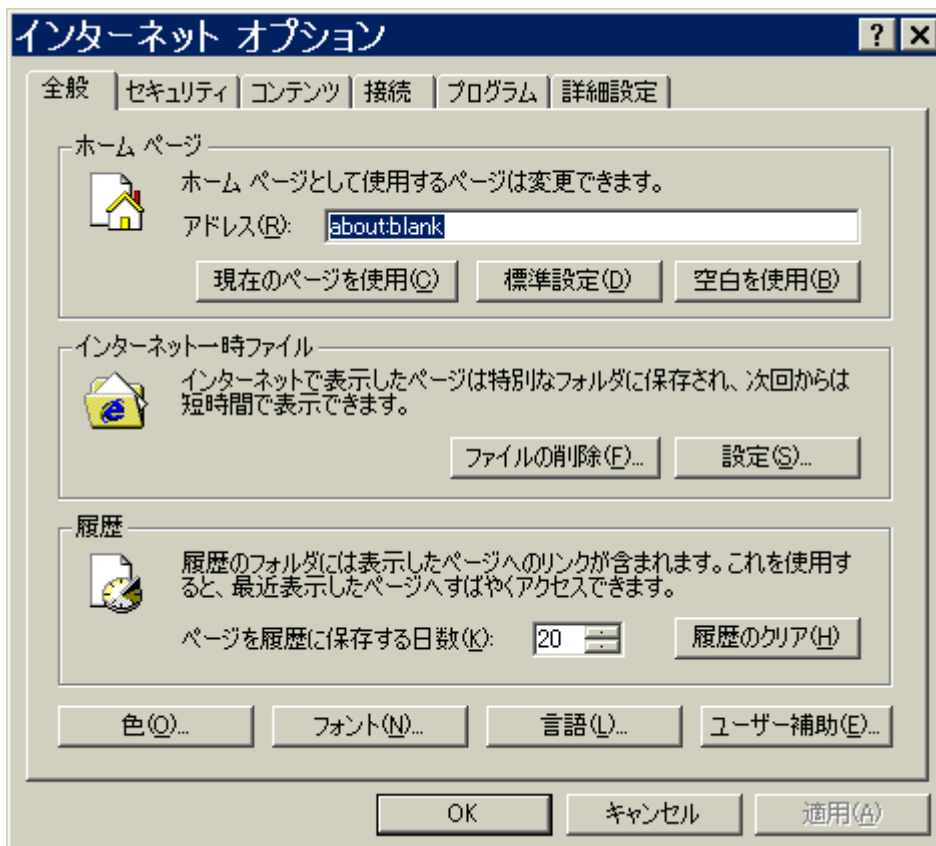 インターネット オプション
全般 セキュリティ コンテンツ 接続 プログラム 詳細設定
ホーム ページ
ホーム ページとして使用するページは変更できます。
アドレス(R): about:blank
現在のページを使用(C) 標準設定(D) 空白を使用(B)
インターネット一時ファイル
インターネットで表示したページは特別なフォルダに保存され、次回からは
短時間で表示できます。
ファイルの削除(F)... 設定(S)...
履歴
履歴のフォルダには表示したページへのリンクが含まれます。これを使用す
ると、最近表示したページへすばやくアクセスできます。
ページを履歴に保存する日数(K): 20 履歴のクリア(H)
色(O)... フォント(N)... 言語(L)... ユーザー補助(E)...
OK キャンセル 適用(A)